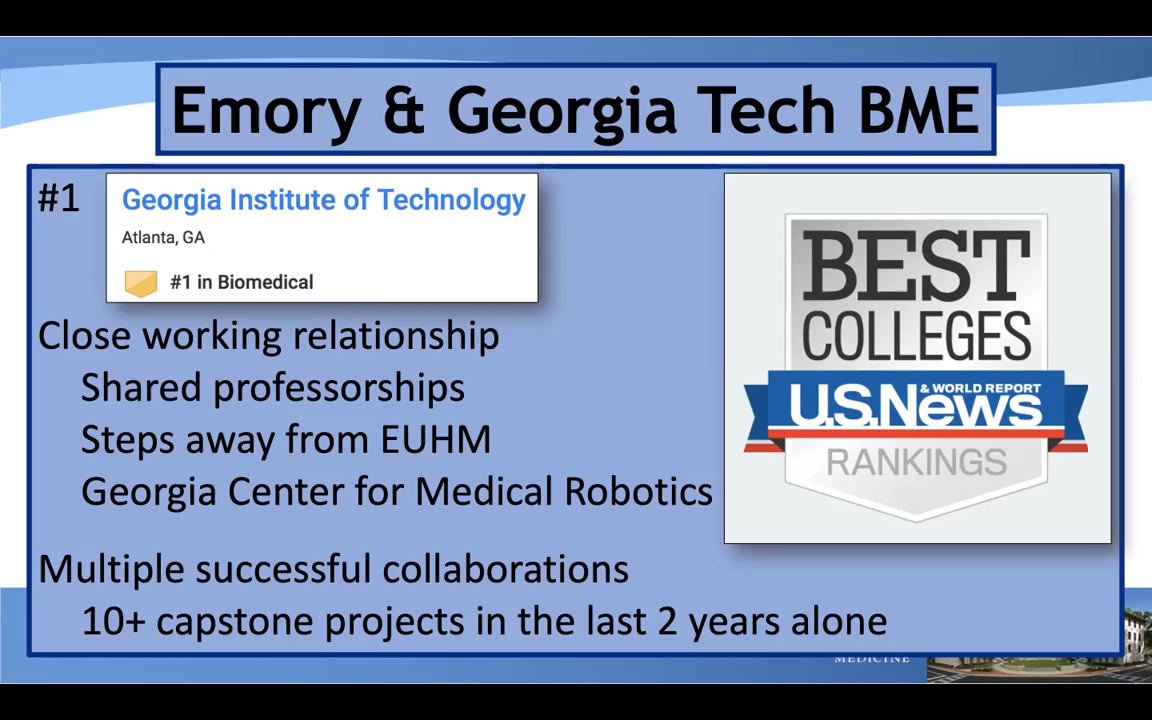 Emory & Georgia Tech BME
#1
Georgia Institute of Technology
Atlanta, GA
#1 in Biomedical
Close working relationship
Shared professorships
Steps away from EUHM
Georgia Center for Medical Robotics
Multiple successful collaborations
10+ capstone projects in the last 2 years alone
BEST
COLLEGES
U.S.News & WORLD REPORT
RANKINGS
MEDICINE